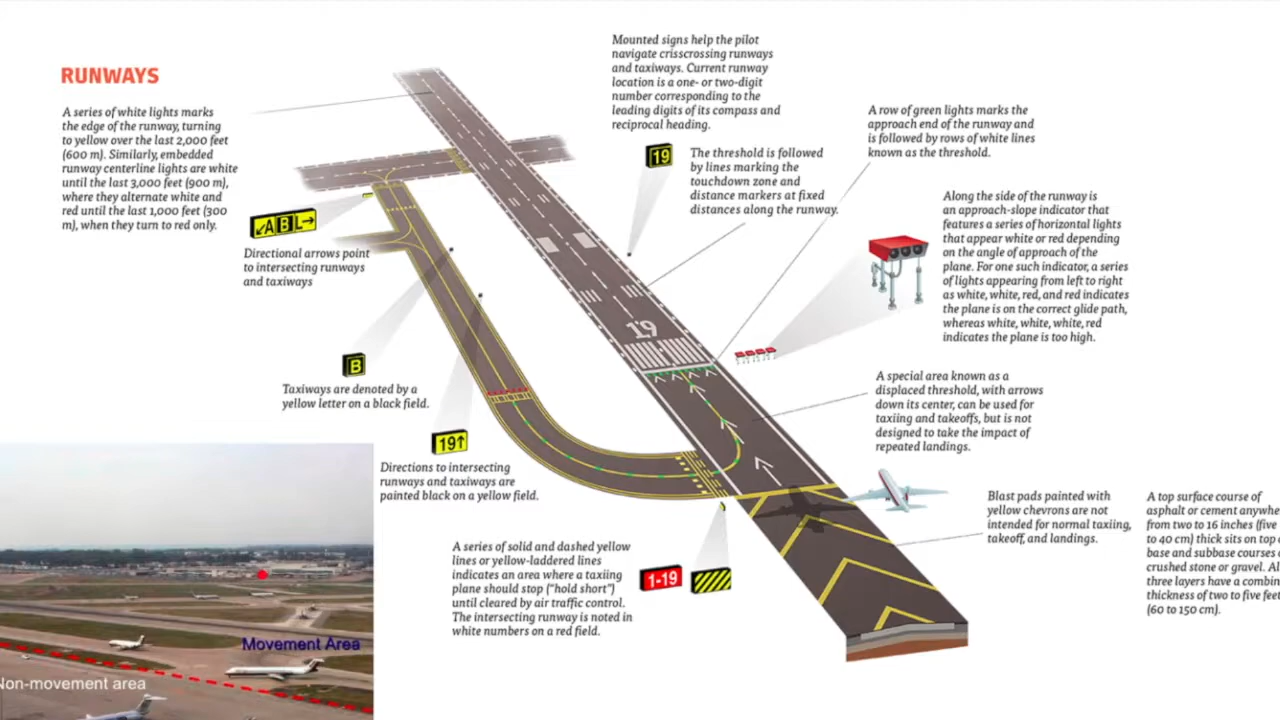 RUNWAYS
A series of white lights marks
the edge of the runway, turning
to yellow over the last 2,000 feet
(600 m). Similarly, embedded
runway centerline lights are white
until the last 3,000 feet (900 m),
where they alternate white and
red until the last 1,000 feet (300
m), when they turn to red only.
↙A B L→
Directional arrows point
to intersecting runways
and taxiways
B
Taxiways are denoted by a
yellow letter on a black field.
19↑
Directions to intersecting
runways and taxiways are
painted black on a yellow field.
Mounted signs help the pilot
navigate crisscrossing runways
and taxiways. Current runway
location is a one- or two-digit
number corresponding to the
leading digits of its compass and
reciprocal heading.
19
The threshold is followed
by lines marking the
touchdown zone and
distance markers at fixed
distances along the runway.
19
A row of green lights marks the
approach end of the runway and
is followed by rows of white lines
known as the threshold.
Along the side of the runway is
an approach-slope indicator that
features a series of horizontal lights
that appear white or red depending
on the angle of approach of the
plane. For one such indicator, a series
of lights appearing from left to right
as white, white, red, and red indicates
the plane is on the correct glide path,
whereas white, white, white, red
indicates the plane is too high.
A special area known as a
displaced threshold, with arrows
down its center, can be used for
taxiing and takeoffs, but is not
designed to take the impact of
repeated landings.
Blast pads painted with
yellow chevrons are not
intended for normal taxiing,
takeoff, and landings.
A top surface course of
asphalt or cement anywhe
from two to 16 inches (five
to 40 cm) thick sits on top o
base and subbase courses o
crushed stone or gravel. Al
three layers have a combin
thickness of two to five feet
(60 to 150 cm).
A series of solid and dashed yellow
lines or yellow-laddered lines
indicates an area where a taxiing
plane should stop ("hold short")
until cleared by air traffic control.
The intersecting runway is noted in
white numbers on a red field.
1-19
Movement Area
Non-movement area